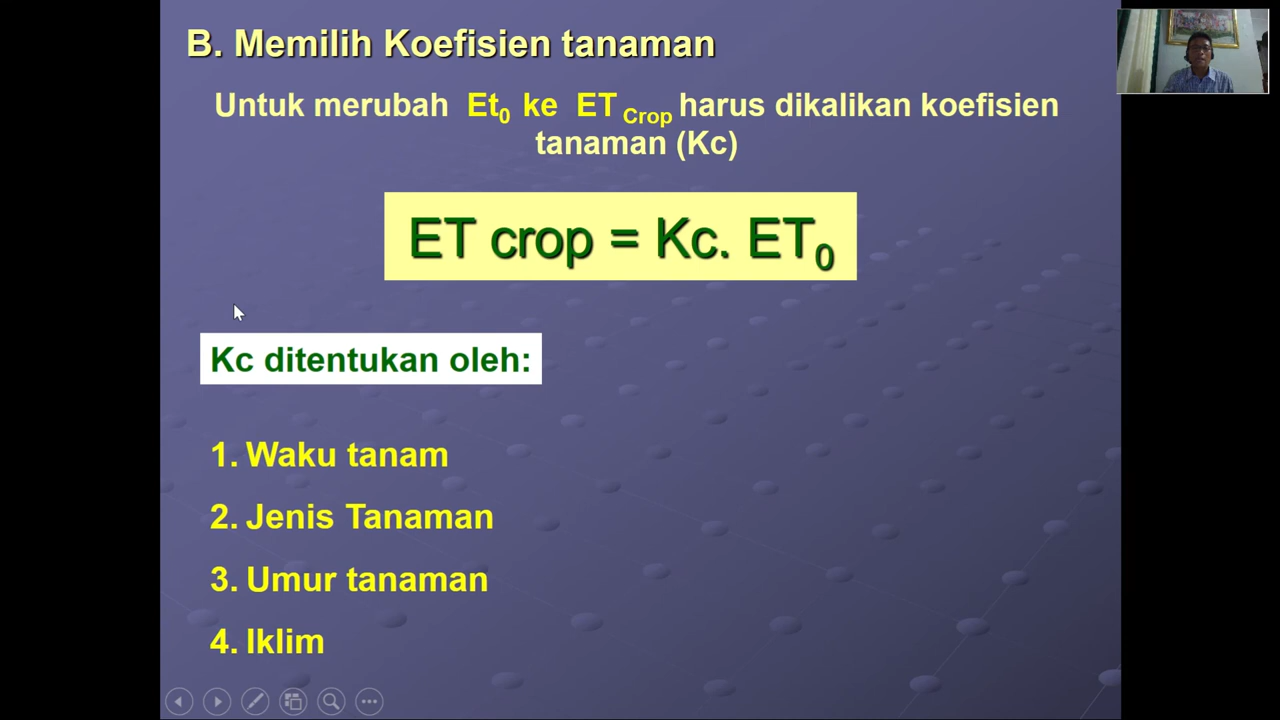 B. Memilih Koefisien tanaman
Untuk merubah Et₀ ke ET Crop harus dikalikan koefisien
tanaman (Kc)
ET crop = Kc. ET₀
Kc ditentukan oleh:
1. Waku tanam
2. Jenis Tanaman
3. Umur tanaman
4. Iklim